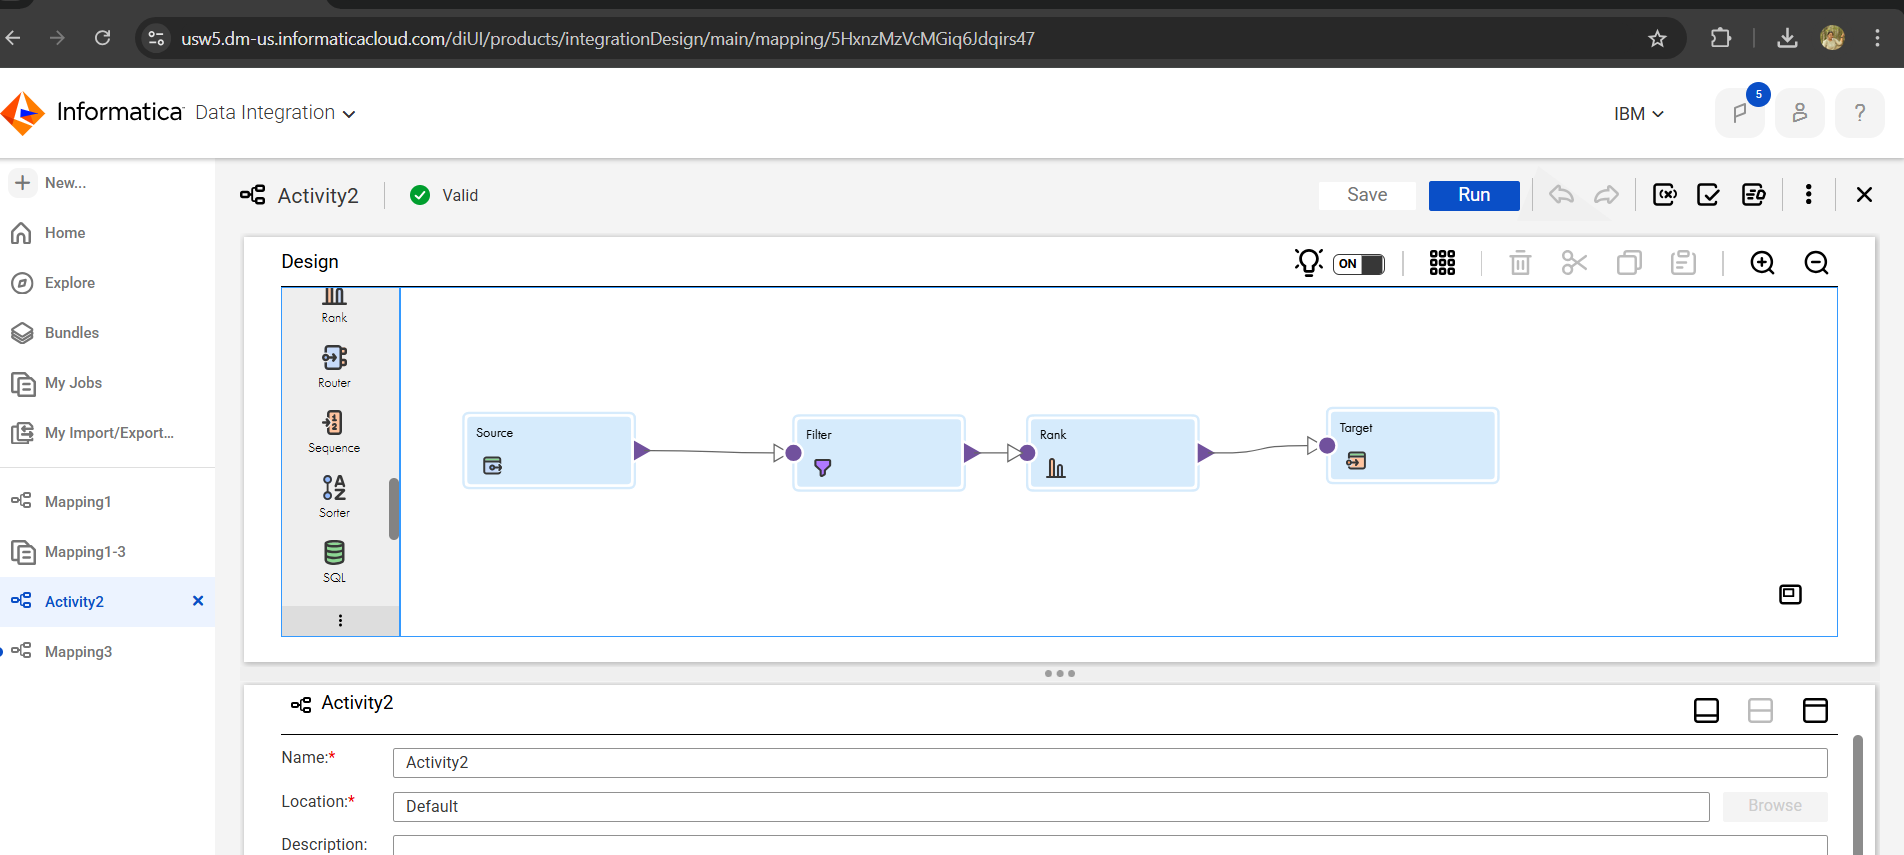 usw5.dm-us.informaticacloud.com/diUI/products/integrationDesign/main/mapping/5HxnzMzVcMGiq6Jdqirs47
Informatica Data Integration
IBM
5
?
New...
Home
Explore
Bundles
My Jobs
My Import/Export...
Mapping1
Mapping1-3
Activity2
Mapping3
Activity2
Valid
Save
Run
Design
ON
Rank
Router
Sequence
Sorter
SQL
Source
Filter
Rank
Target
Activity2
Name:*
Activity2
Location:*
Default
Browse
Description: